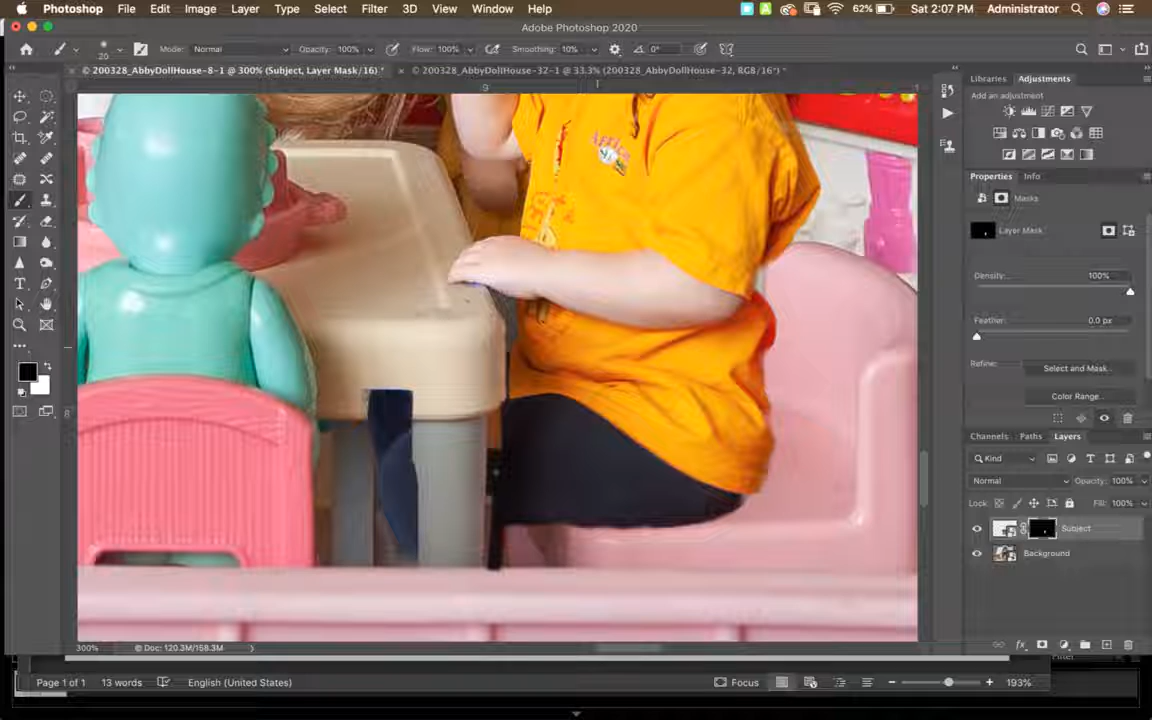 Photoshop File Edit Image Layer Type Select Filter 3D View Window Help 62% Sat 2:07 PM Administrator
Adobe Photoshop 2020
Mode: Normal Opacity: 100% Flow: 100% Smoothing: 10% 0°
© 200328_AbbyDollHouse-8-1 @ 300% (Subject, Layer Mask/16) * © 200328_AbbyDollHouse-32-1 @ 33.3% (200328_AbbyDollHouse-32, RGB/16*) *
Libraries Adjustments
Add an adjustment
Properties Info
Masks
Layer Mask
Density: 100%
Feather: 0.0 px
Refine: Select and Mask...
Color Range...
Channels Paths Layers
Kind
Normal Opacity: 100%
Lock: Fill: 100%
Subject
Background
300% Doc: 120.3M/158.3M
Page 1 of 1 13 words English (United States) Focus 193%